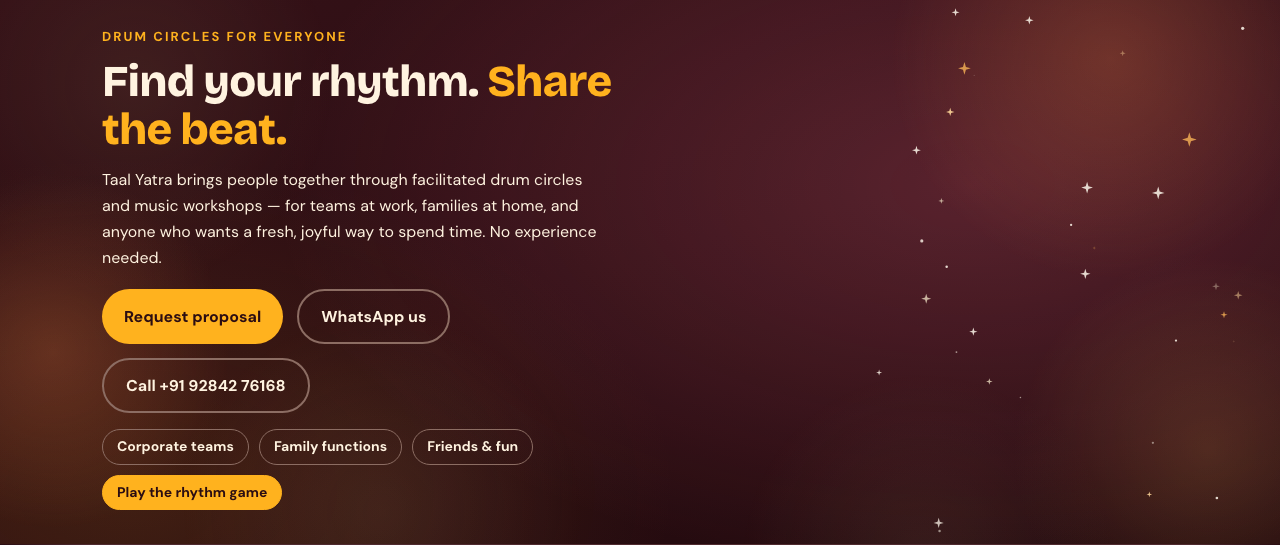 DRUM CIRCLES FOR EVERYONE
Find your rhythm. Share
the beat.
Taal Yatra brings people together through facilitated drum circles
and music workshops — for teams at work, families at home, and
anyone who wants a fresh, joyful way to spend time. No experience
needed.
Request proposal
WhatsApp us
Call +91 92842 76168
Corporate teams
Family functions
Friends & fun
Play the rhythm game